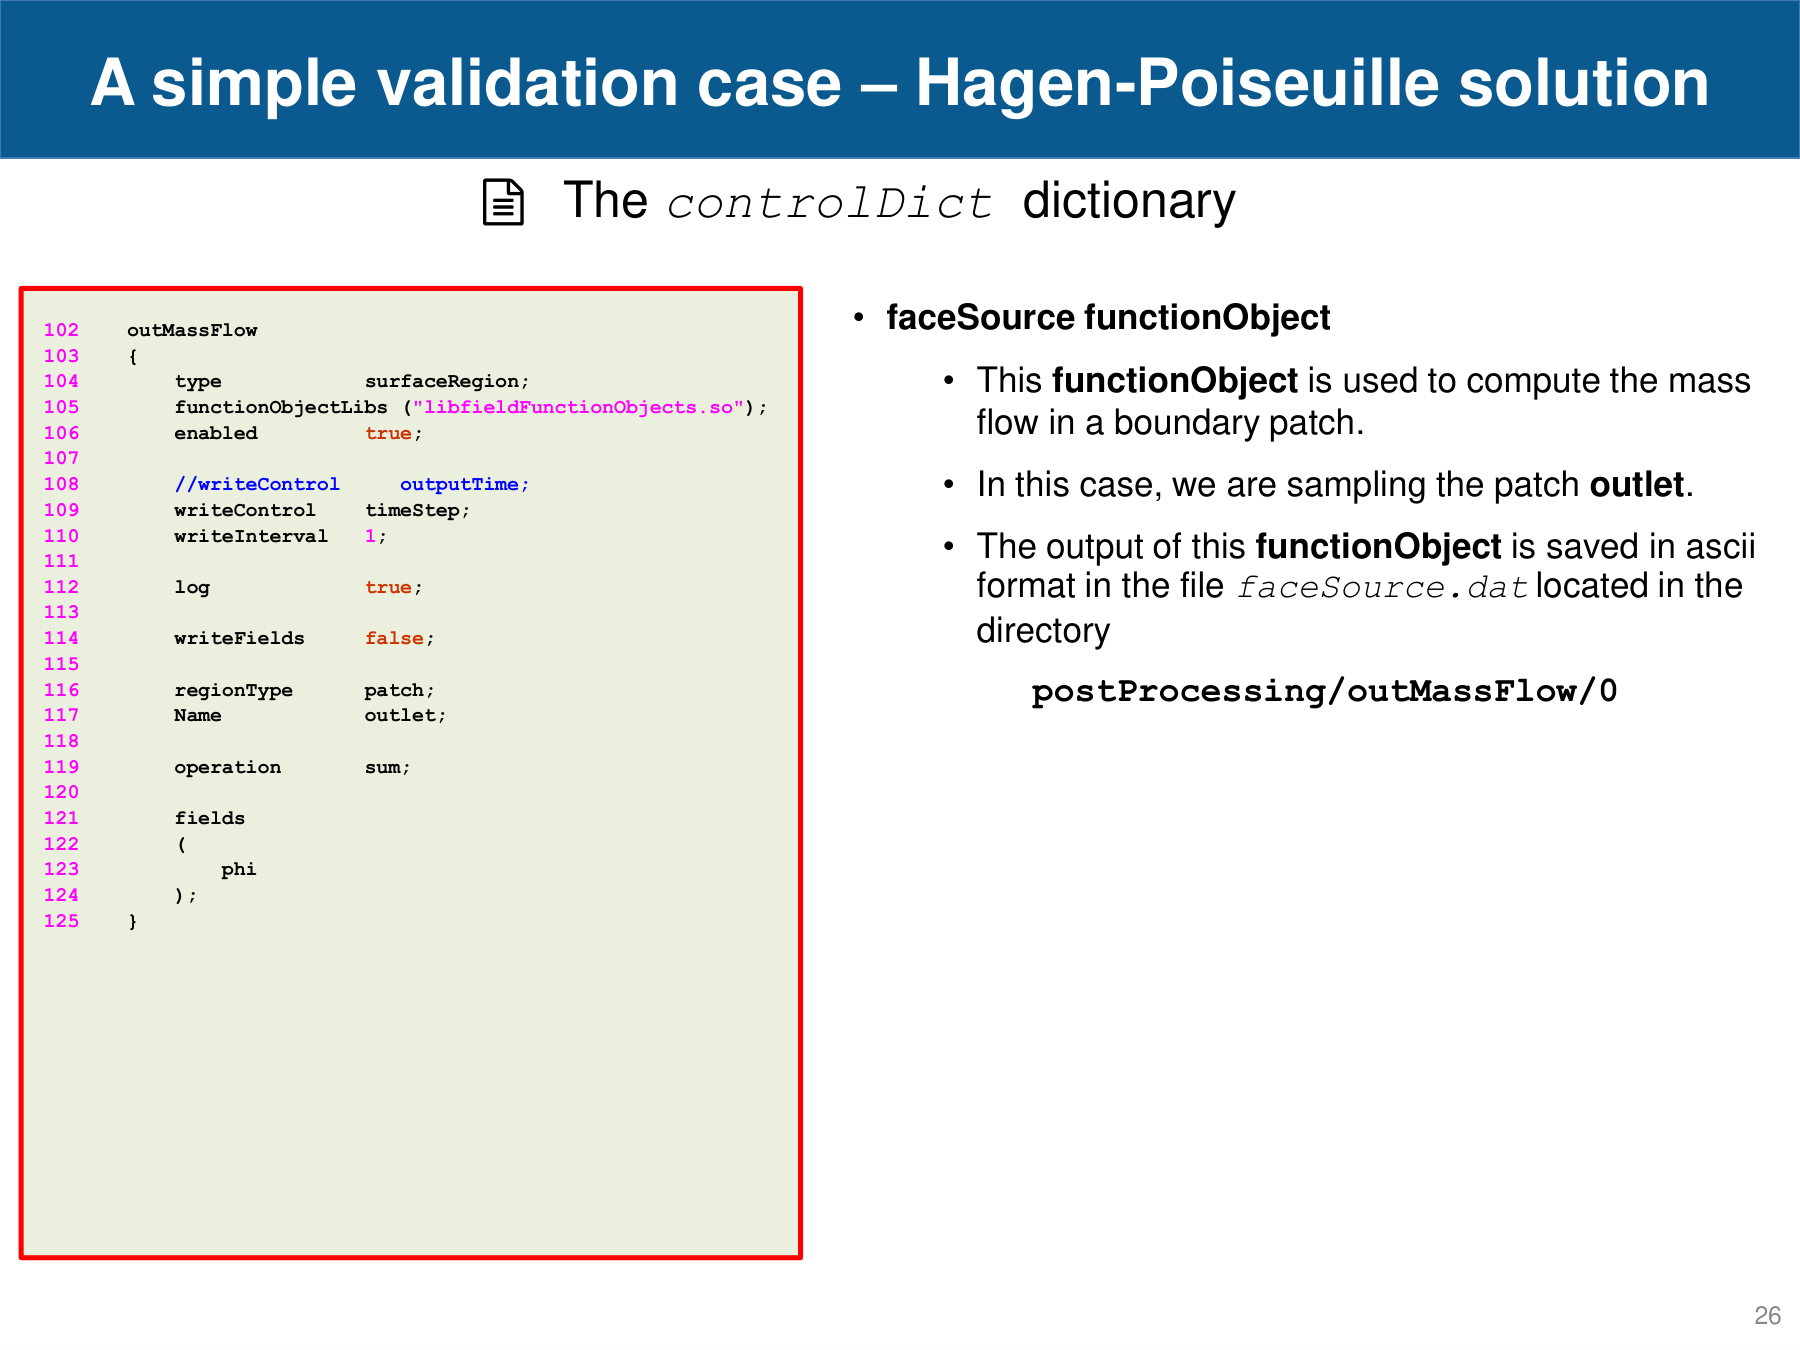 A simple validation case – Hagen-Poiseuille solution
The controlDict dictionary
102    outMassFlow
103    {
104        type            surfaceRegion;
105        functionObjectLibs ("libfieldFunctionObjects.so");
106        enabled         true;
107
108        //writeControl     outputTime;
109        writeControl    timeStep;
110        writeInterval   1;
111
112        log             true;
113
114        writeFields     false;
115
116        regionType      patch;
117        Name            outlet;
118
119        operation       sum;
120
121        fields
122        (
123            phi
124        );
125    }
• faceSource functionObject
• This functionObject is used to compute the mass
flow in a boundary patch.
• In this case, we are sampling the patch outlet.
• The output of this functionObject is saved in ascii
format in the file faceSource.dat located in the
directory
postProcessing/outMassFlow/0
26